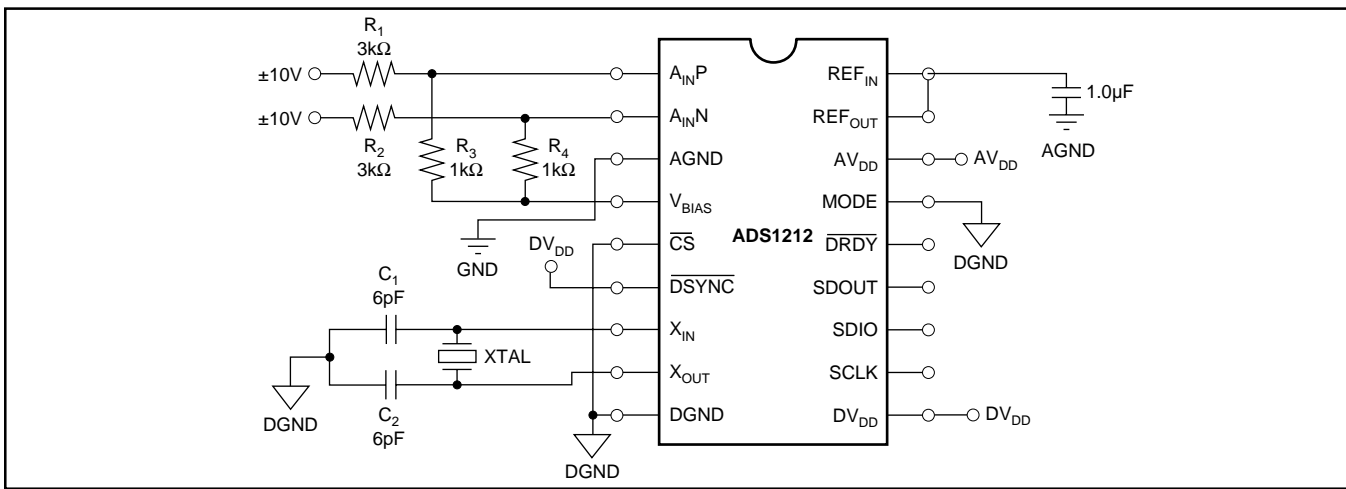 R1
3kΩ
±10V
±10V
R2
3kΩ
R3
1kΩ
R4
1kΩ
GND
DVDD
C1
6pF
XTAL
C2
6pF
DGND
DGND
AINP
AINN
AGND
VBIAS
CS
DSYNC
XIN
XOUT
DGND
ADS1212
REFIN
REFOUT
AVDD
MODE
DRDY
SDOUT
SDIO
SCLK
DVDD
1.0µF
AGND
AVDD
DGND
DVDD